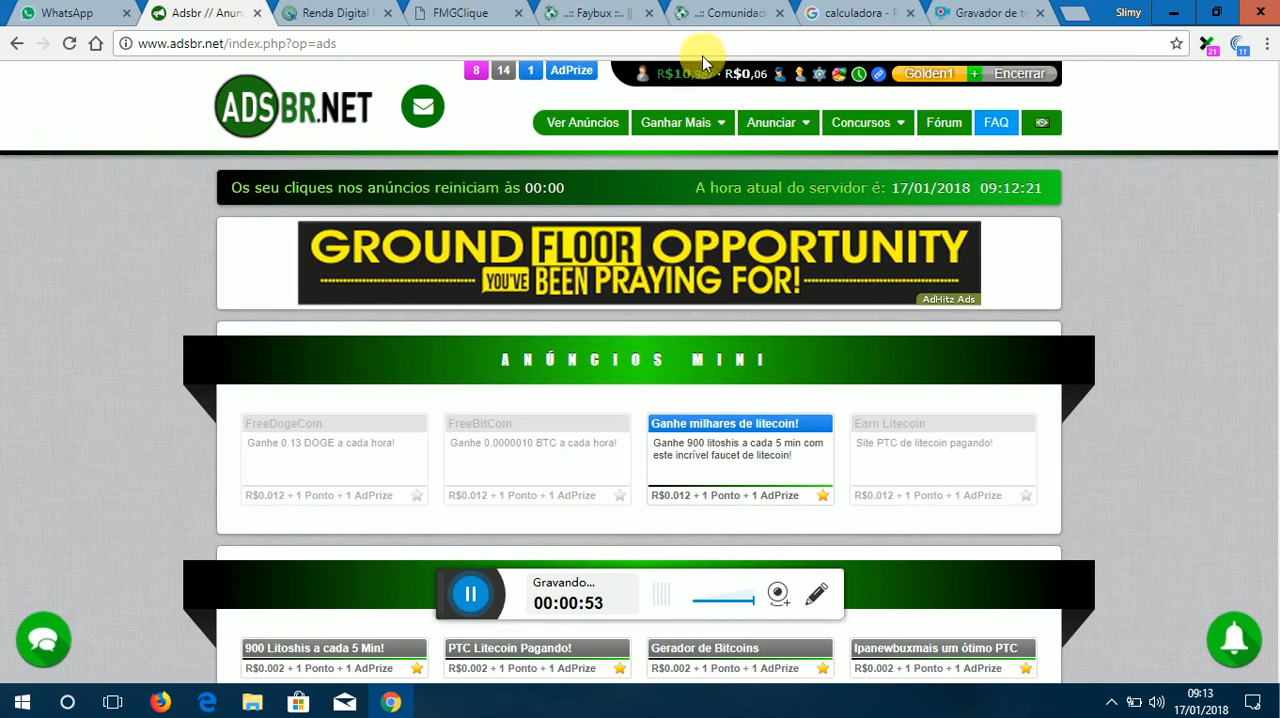 WhatsApp
Adsbr // Anun
Renda Digital
FMGClique
..:: Faybux ::..
..:: Comunidad
calculadora - P
Gravador de te
Slimy
www.adsbr.net/index.php?op=ads
21
11
8
14
1
AdPrize
R$0,06
Golden1
+
Encerrar
ADSBR.NET
Ver Anúncios
Ganhar Mais
Anunciar
Concursos
Fórum
FAQ
Os seu cliques nos anúncios reiniciam às 00:00
A hora atual do servidor é: 17/01/2018 09:12:21
GROUND FLOOR OPPORTUNITY
YOU'VE BEEN PRAYING FOR!
AdHitz Ads
ANÚNCIOS MINI
FreeDogeCoin
Ganhe 0.13 DOGE a cada hora!
R$0.012 + 1 Ponto + 1 AdPrize
FreeBitCoin
Ganhe 0.0000010 BTC a cada hora!
R$0.012 + 1 Ponto + 1 AdPrize
Ganhe milhares de litecoin!
Ganhe 900 litoshis a cada 5 min com
este incrível faucet de litecoin!
R$0.012 + 1 Ponto + 1 AdPrize
Earn Litecoin
Site PTC de litecoin pagando!
R$0.012 + 1 Ponto + 1 AdPrize
Gravando...
00:00:53
900 Litoshis a cada 5 Min!
R$0.002 + 1 Ponto + 1 AdPrize
PTC Litecoin Pagando!
R$0.002 + 1 Ponto + 1 AdPrize
Gerador de Bitcoins
R$0.002 + 1 Ponto + 1 AdPrize
Ipanewbuxmais um ótimo PTC
R$0.002 + 1 Ponto + 1 AdPrize
09:13
17/01/2018